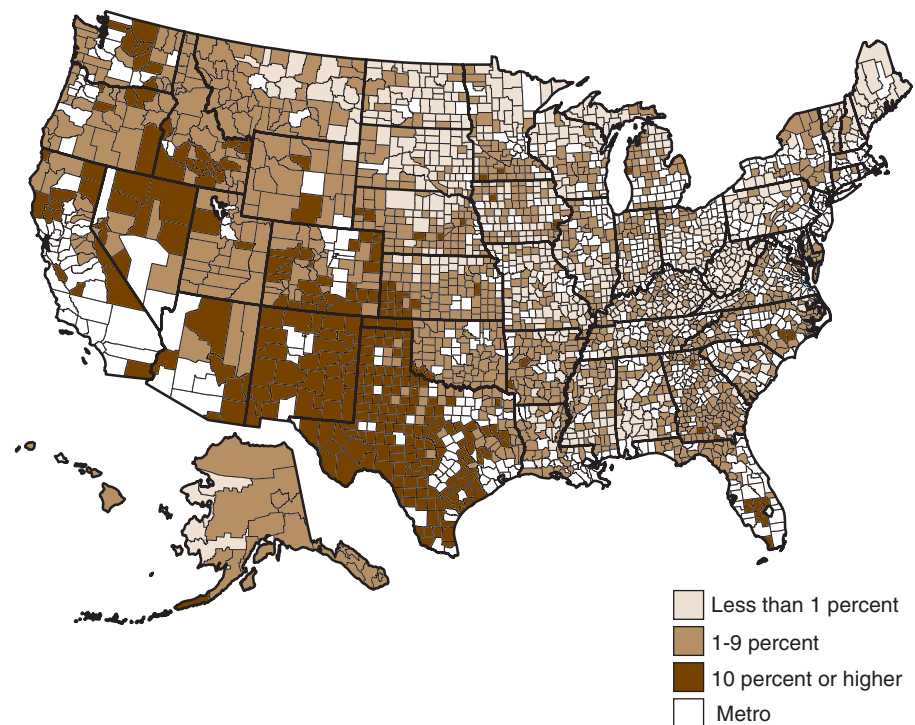 Less than 1 percent
1-9 percent
10 percent or higher
Metro